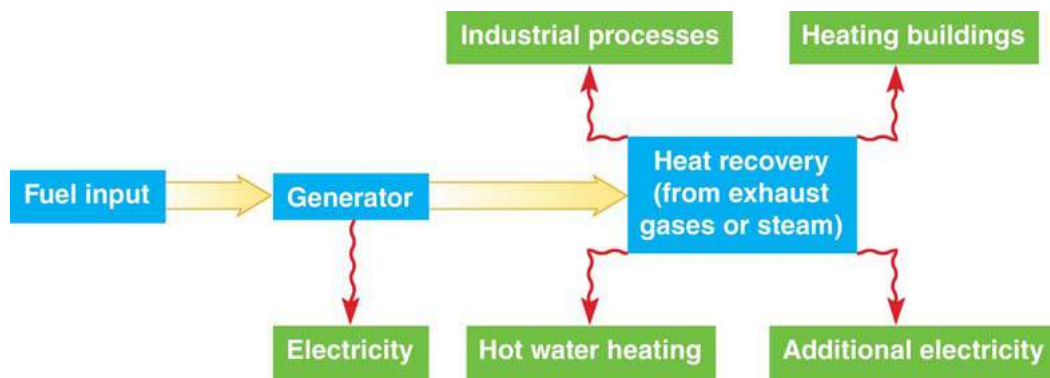 Industrial processes
Heating buildings
Fuel input
Generator
Heat recovery
(from exhaust
gases or steam)
Electricity
Hot water heating
Additional electricity